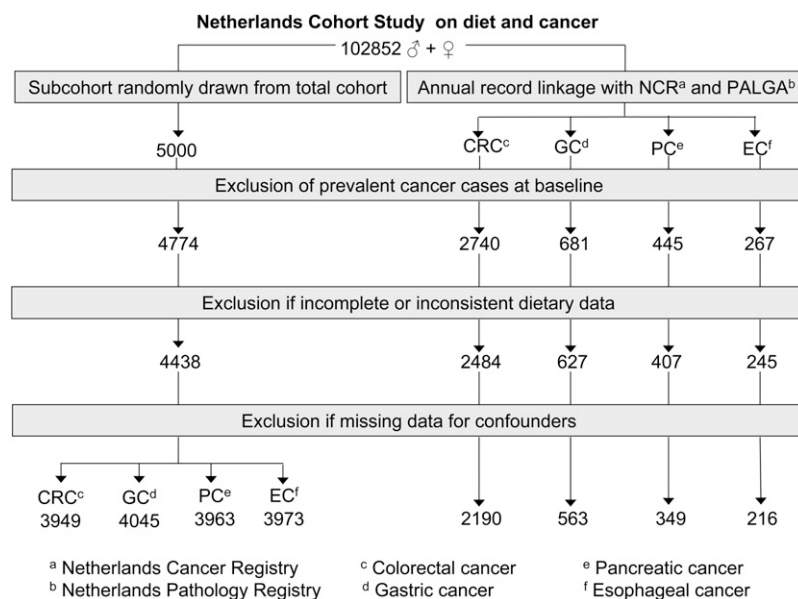 Netherlands Cohort Study on diet and cancer
102852 ♂ + ♀
Subcohort randomly drawn from total cohort
Annual record linkage with NCRᵃ and PALGAᵇ
5000
CRCᶜ GCᵈ PCᵉ ECᶠ
Exclusion of prevalent cancer cases at baseline
4774 2740 681 445 267
Exclusion if incomplete or inconsistent dietary data
4438 2484 627 407 245
Exclusion if missing data for confounders
CRCᶜ GCᵈ PCᵉ ECᶠ
3949 4045 3963 3973 2190 563 349 216
ᵃ Netherlands Cancer Registry ᶜ Colorectal cancer ᵉ Pancreatic cancer
ᵇ Netherlands Pathology Registry ᵈ Gastric cancer ᶠ Esophageal cancer